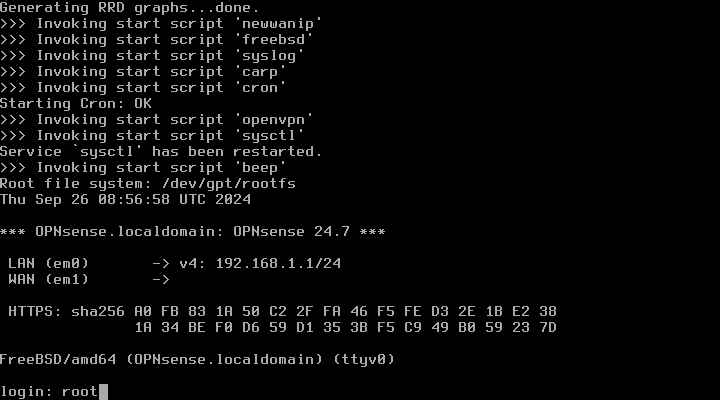 Generating RRD graphs...done.
>>> Invoking start script 'newwanip'
>>> Invoking start script 'freebsd'
>>> Invoking start script 'syslog'
>>> Invoking start script 'carp'
>>> Invoking start script 'cron'
Starting Cron: OK
>>> Invoking start script 'openvpn'
>>> Invoking start script 'sysctl'
Service `sysctl' has been restarted.
>>> Invoking start script 'beep'
Root file system: /dev/gpt/rootfs
Thu Sep 26 08:56:58 UTC 2024
*** OPNsense.localdomain: OPNsense 24.7 ***
LAN (em0) -> v4: 192.168.1.1/24
WAN (em1) ->
HTTPS: sha256 A0 FB 83 1A 50 C2 2F FA 46 F5 FE D3 2E 1B E2 38
1A 34 BE F0 D6 59 D1 35 3B F5 C9 49 B0 59 23 7D
FreeBSD/amd64 (OPNsense.localdomain) (ttyv0)
login: root